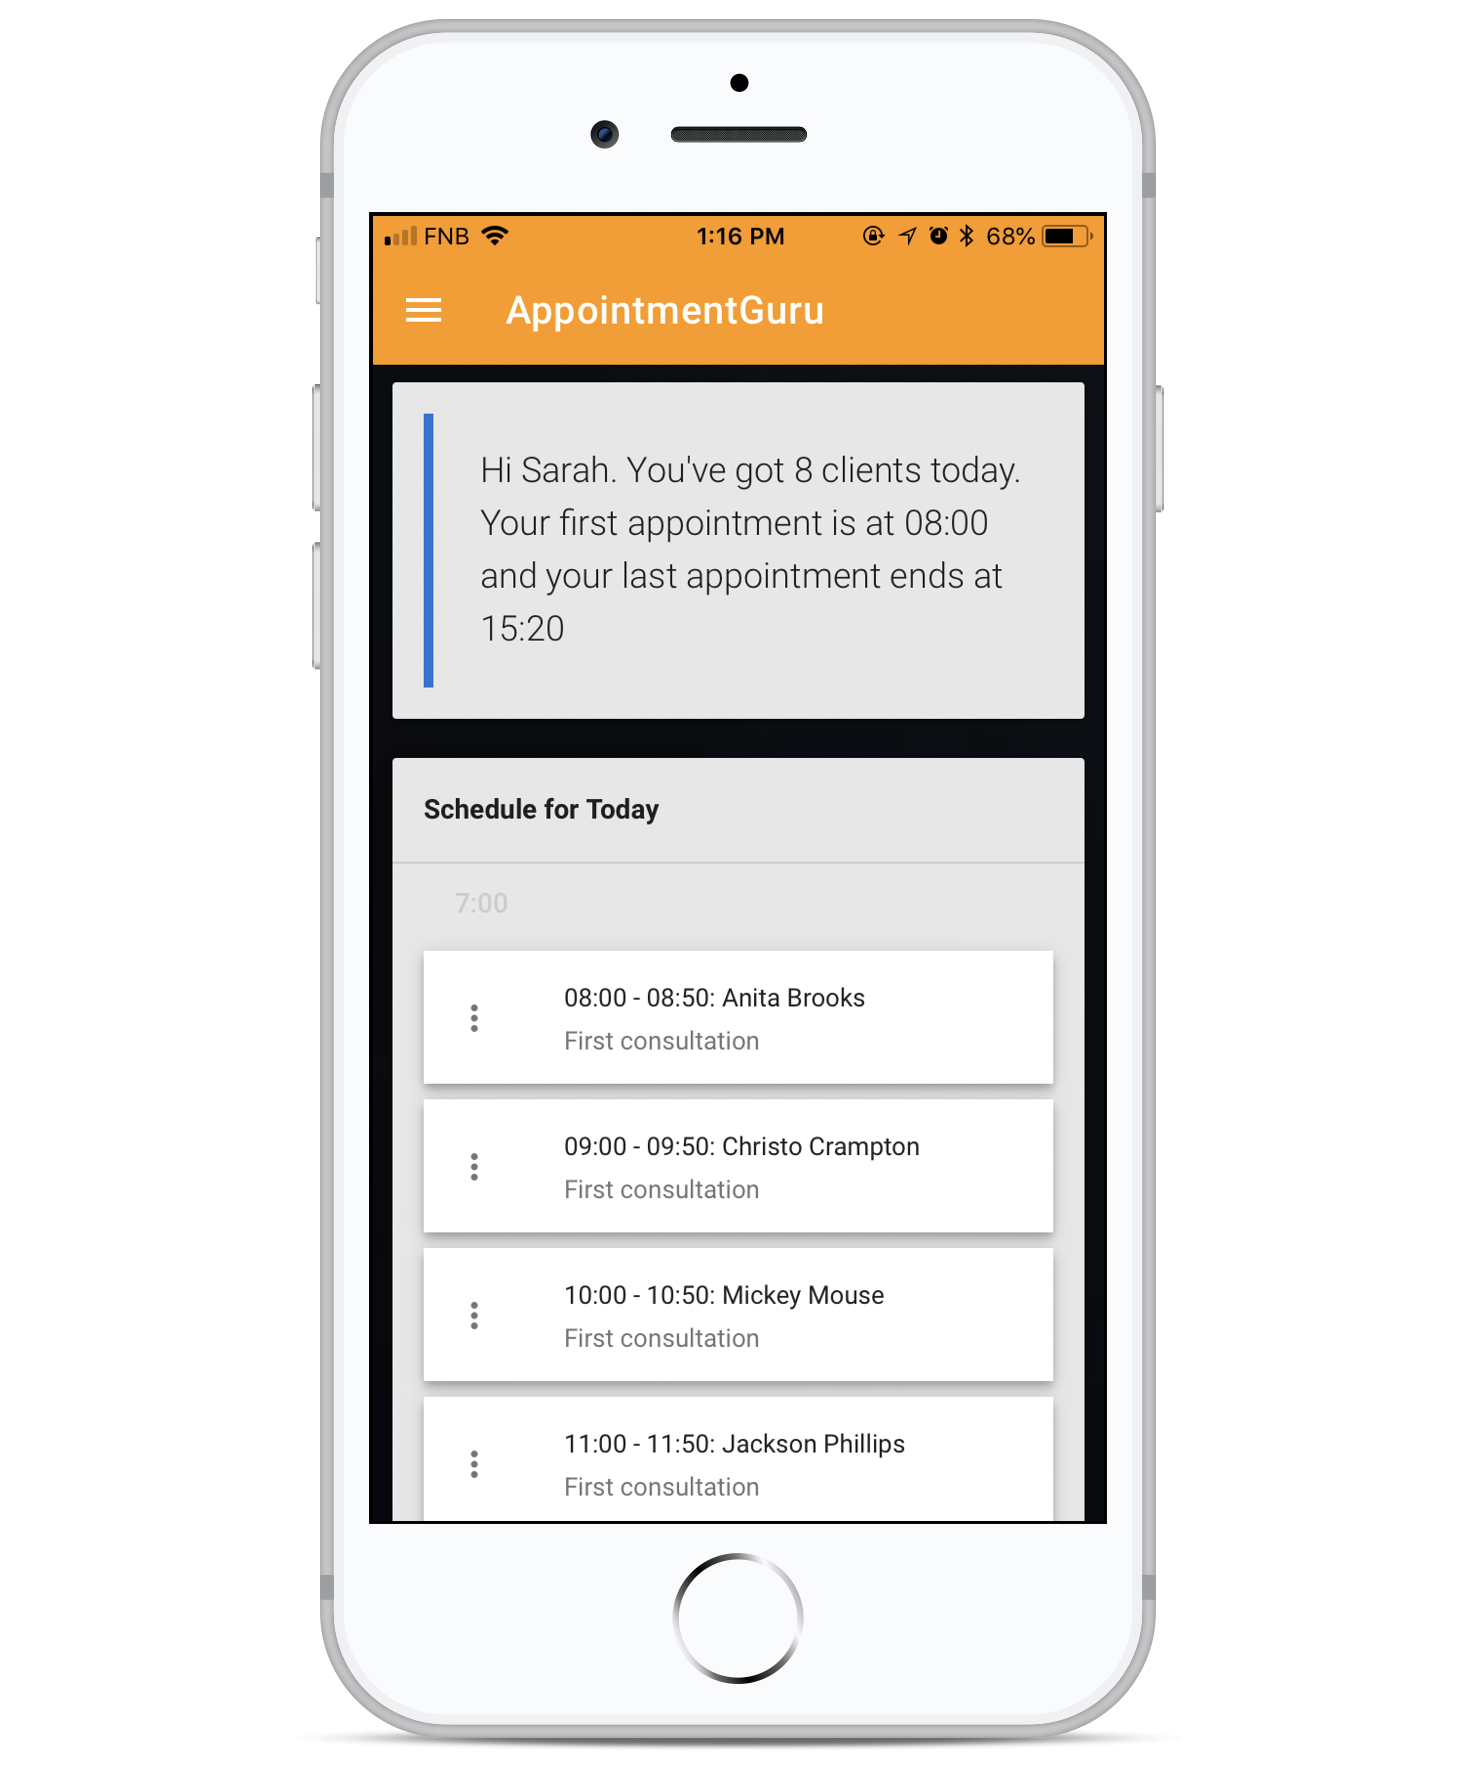 FNB 1:16 PM 68%
AppointmentGuru
Hi Sarah. You've got 8 clients today.
Your first appointment is at 08:00
and your last appointment ends at
15:20
Schedule for Today
7:00
08:00 - 08:50: Anita Brooks
First consultation
09:00 - 09:50: Christo Crampton
First consultation
10:00 - 10:50: Mickey Mouse
First consultation
11:00 - 11:50: Jackson Phillips
First consultation